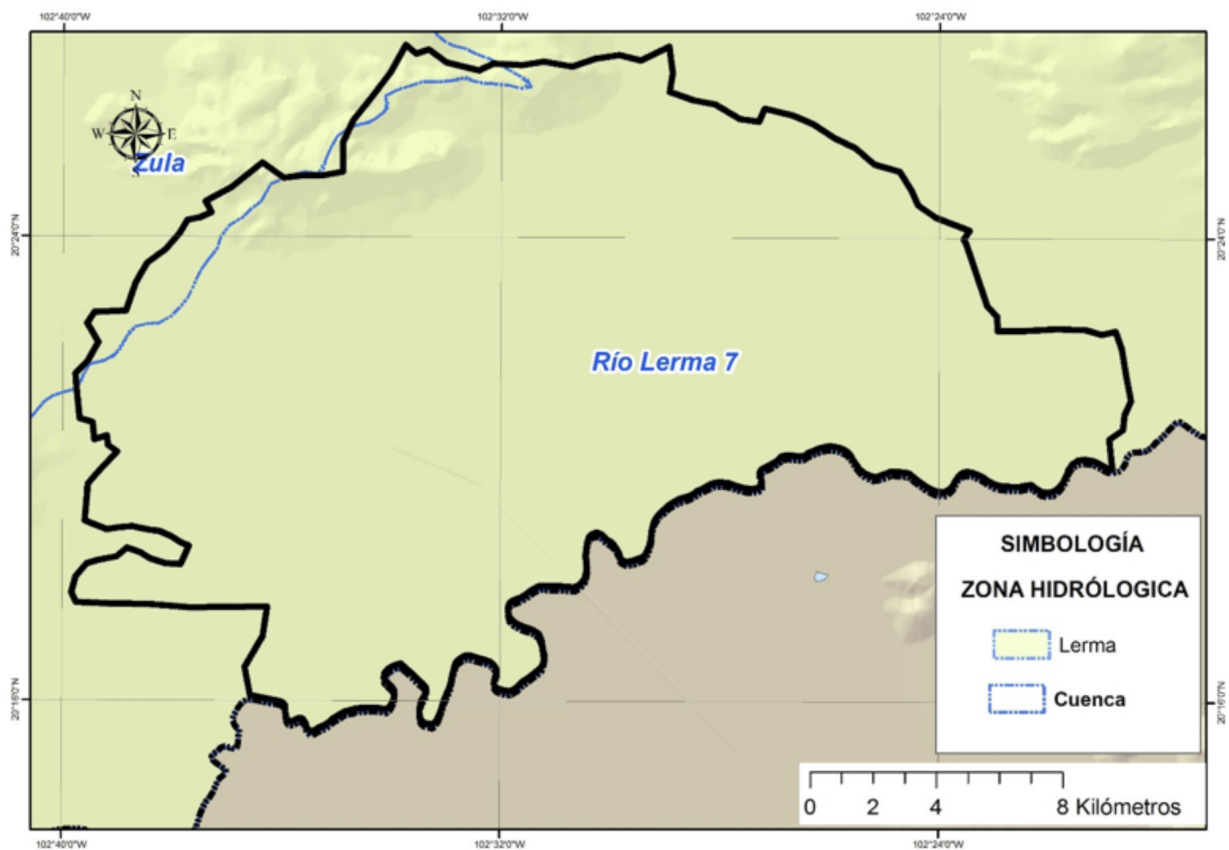 102°40'0"W 102°32'0"W 102°24'0"W
N
W E
S
Zula
20°24'0"N 20°24'0"N
Río Lerma 7
SIMBOLOGÍA
ZONA HIDRÓLOGICA
Lerma
Cuenca
20°16'0"N 20°16'0"N
0 2 4 8 Kilómetros
102°40'0"W 102°32'0"W 102°24'0"W